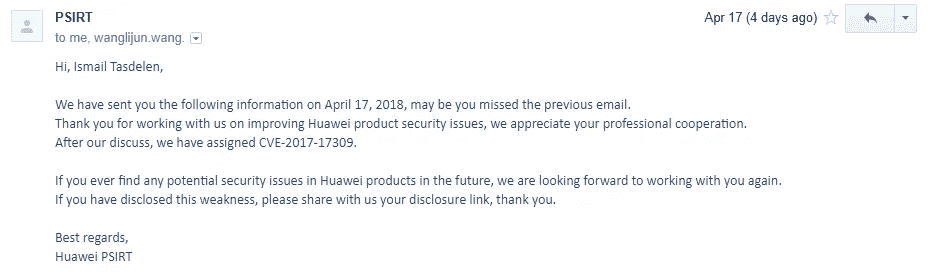 PSIRT
Apr 17 (4 days ago)
to me, wanglijun.wang.
Hi, Ismail Tasdelen,
We have sent you the following information on April 17, 2018, may be you missed the previous email.
Thank you for working with us on improving Huawei product security issues, we appreciate your professional cooperation.
After our discuss, we have assigned CVE-2017-17309.
If you ever find any potential security issues in Huawei products in the future, we are looking forward to working with you again.
If you have disclosed this weakness, please share with us your disclosure link, thank you.
Best regards,
Huawei PSIRT